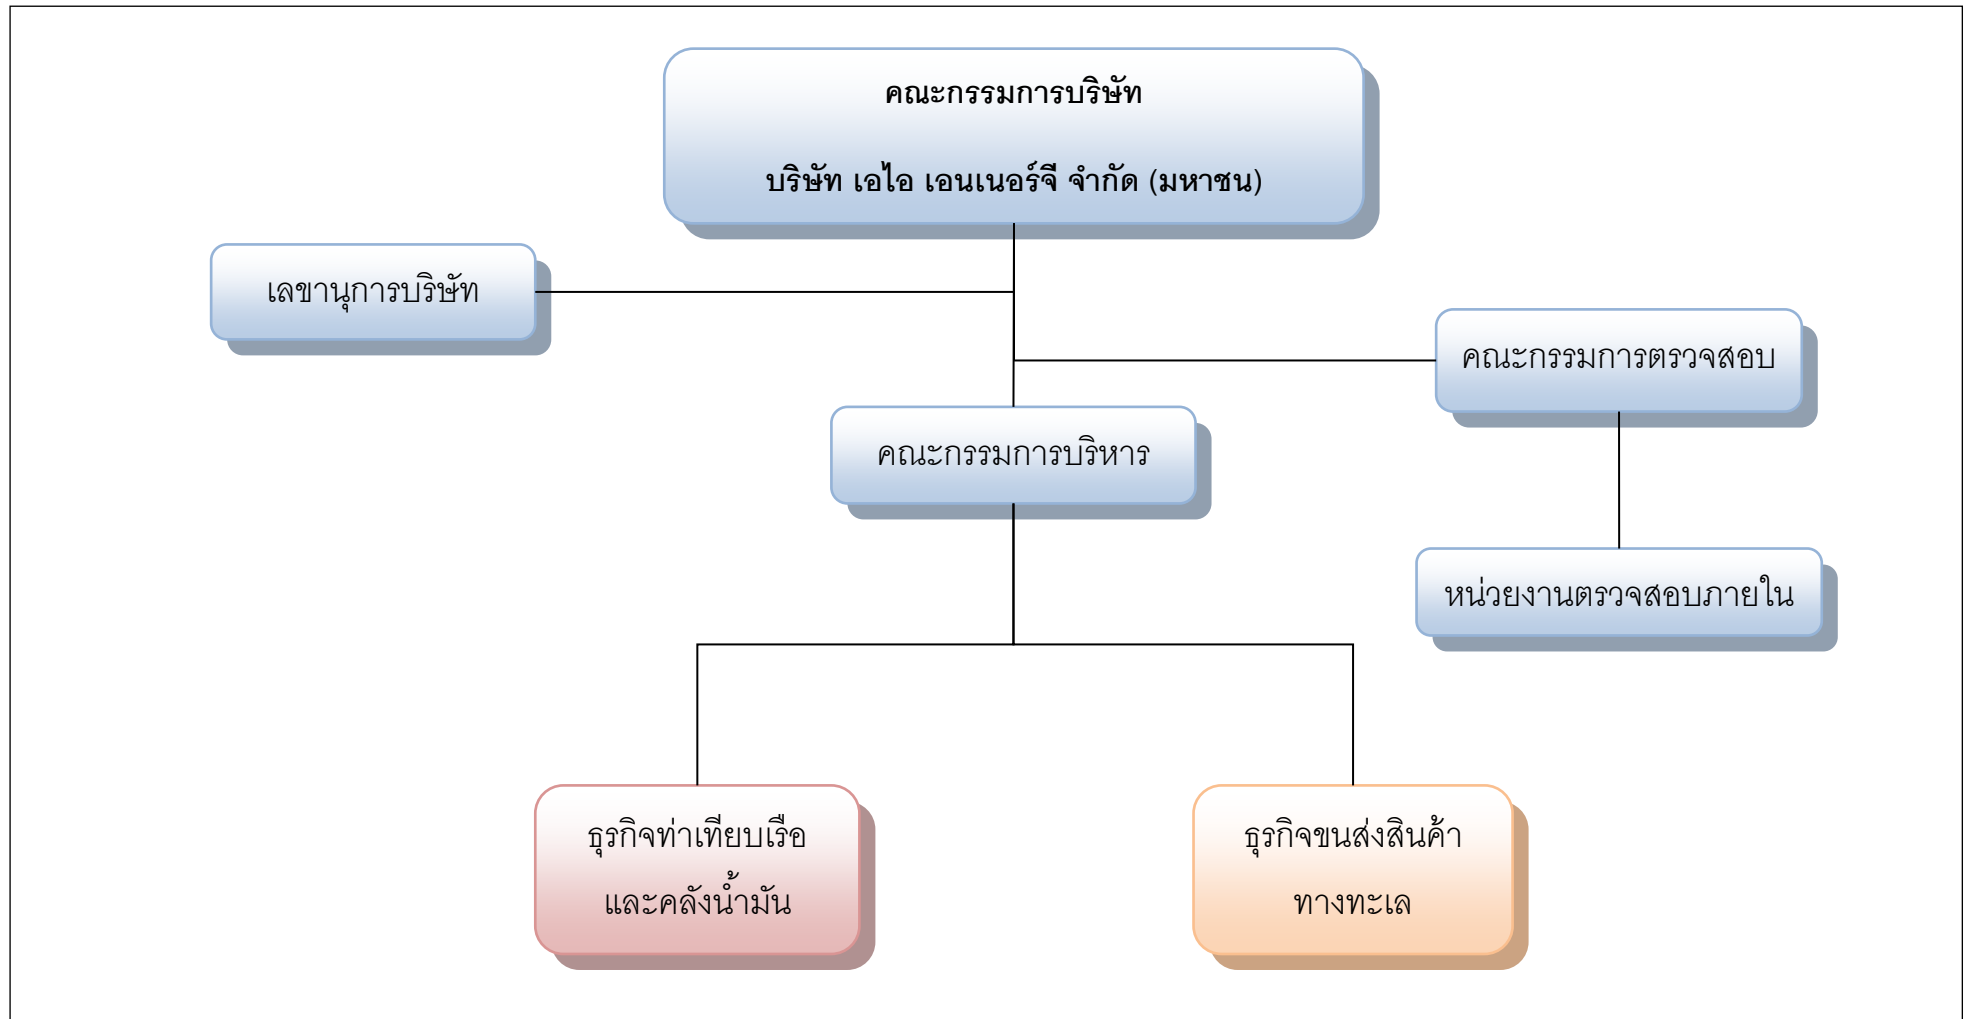 คณะกรรมการบริษัท
บริษัท เอไอ เอนเนอร์จี จำกัด (มหาชน)
เลขานุการบริษัท
คณะกรรมการตรวจสอบ
คณะกรรมการบริหาร
หน่วยงานตรวจสอบภายใน
ธุรกิจท่าเทียบเรือ
และคลังน้ำมัน
ธุรกิจขนส่งสินค้า
ทางทะเล